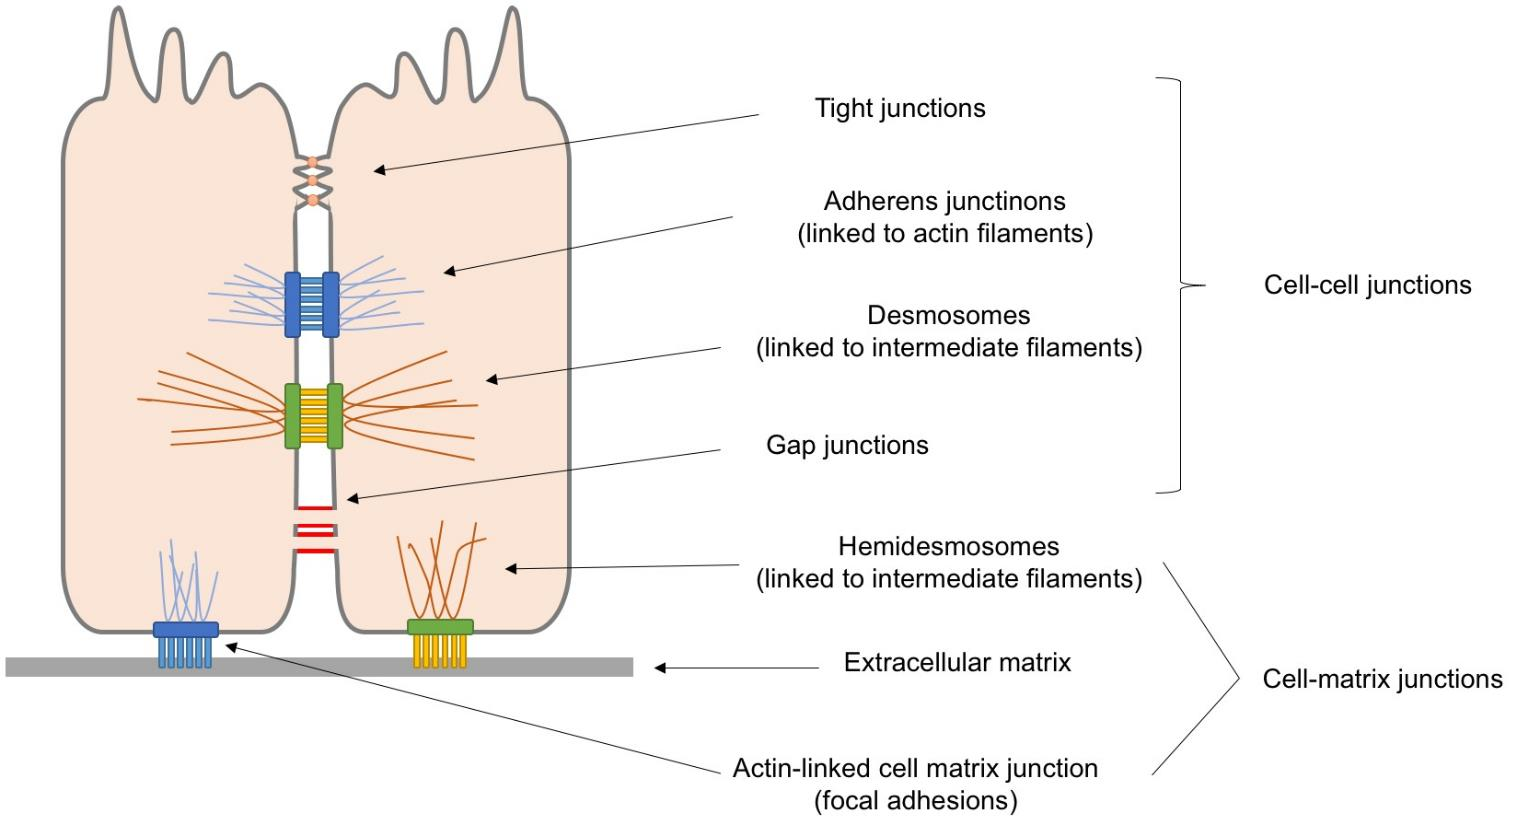 Tight junctions
Adherens junctinons
(linked to actin filaments)
Desmosomes
(linked to intermediate filaments)
Gap junctions
Cell-cell junctions
Hemidesmosomes
(linked to intermediate filaments)
Extracellular matrix
Actin-linked cell matrix junction
(focal adhesions)
Cell-matrix junctions